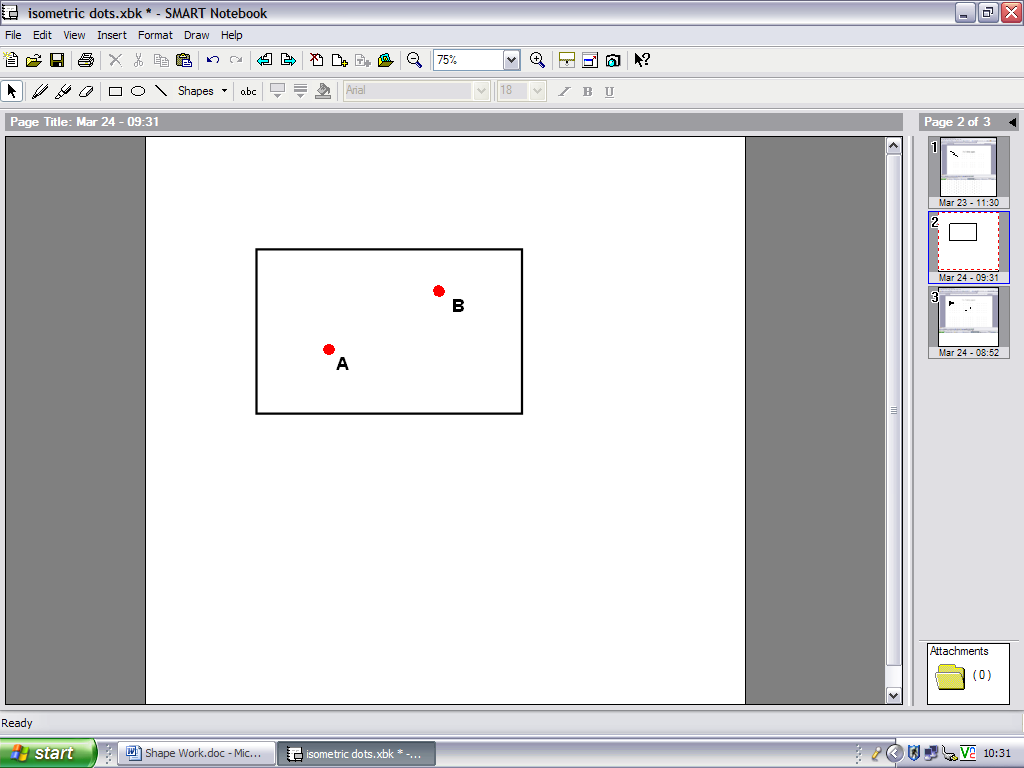 isometric dots.xbk * - SMART Notebook
File Edit View Insert Format Draw Help
75%
Shapes abc Arial 18 I B U
Page Title: Mar 24 - 09:31
Page 2 of 3
1
Mar 23 - 11:30
2
Mar 24 - 09:31
3
Mar 24 - 08:52
B
A
Attachments
( 0 )
Ready
start Shape Work.doc - Mic... isometric dots.xbk * -... 10:31